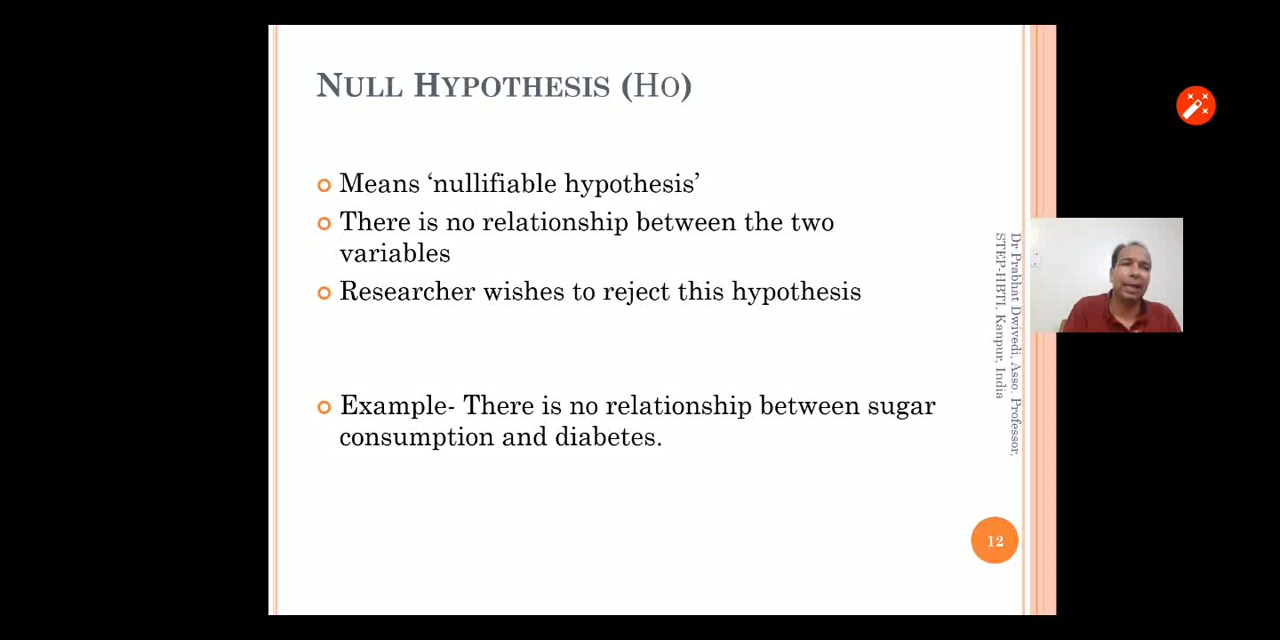 NULL HYPOTHESIS (HO)
Means ‘nullifiable hypothesis’
There is no relationship between the two
variables
Researcher wishes to reject this hypothesis
Example- There is no relationship between sugar
consumption and diabetes.
Dr Prabhat Dwivedi, Asso. Professor,
STEP-HBTI, Kanpur, India
12